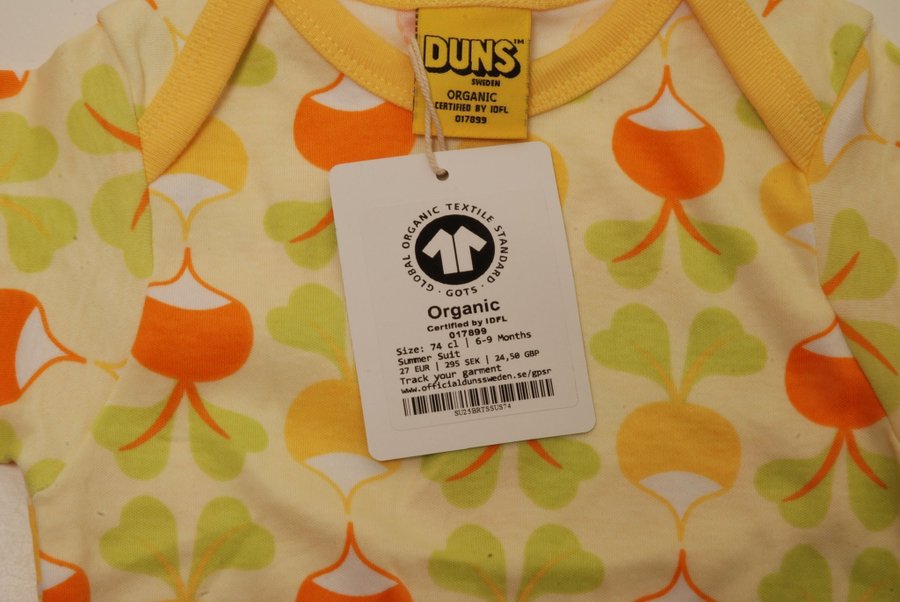 DUNS™
SWEDEN
ORGANIC
CERTIFIED BY IDFL
017899
GLOBAL ORGANIC TEXTILE STANDARD · GOTS ·
Organic
Certified by IDFL
017899
Size: 74 cl | 6-9 Months
Summer Suit
27 EUR | 295 SEK | 24,50 GBP
Track your garment
www.officialdunssweden.se/gpsr
SU25BRTSSUS74